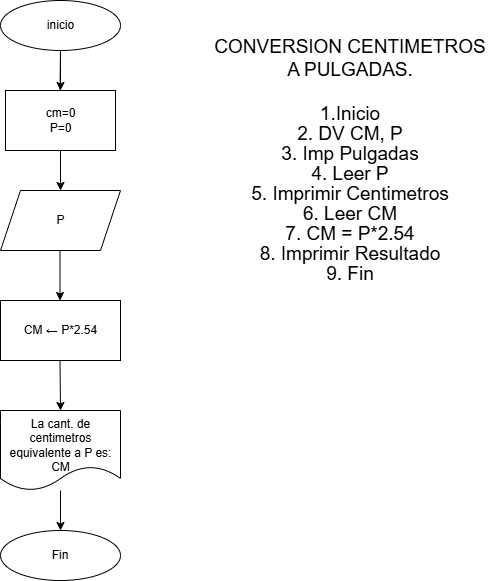 inicio
cm=0
P=0
P
CM ← P*2.54
La cant. de
centimetros
equivalente a P es:
CM
Fin
CONVERSION CENTIMETROS
A PULGADAS.
1.Inicio
2. DV CM, P
3. Imp Pulgadas
4. Leer P
5. Imprimir Centimetros
6. Leer CM
7. CM = P*2.54
8. Imprimir Resultado
9. Fin